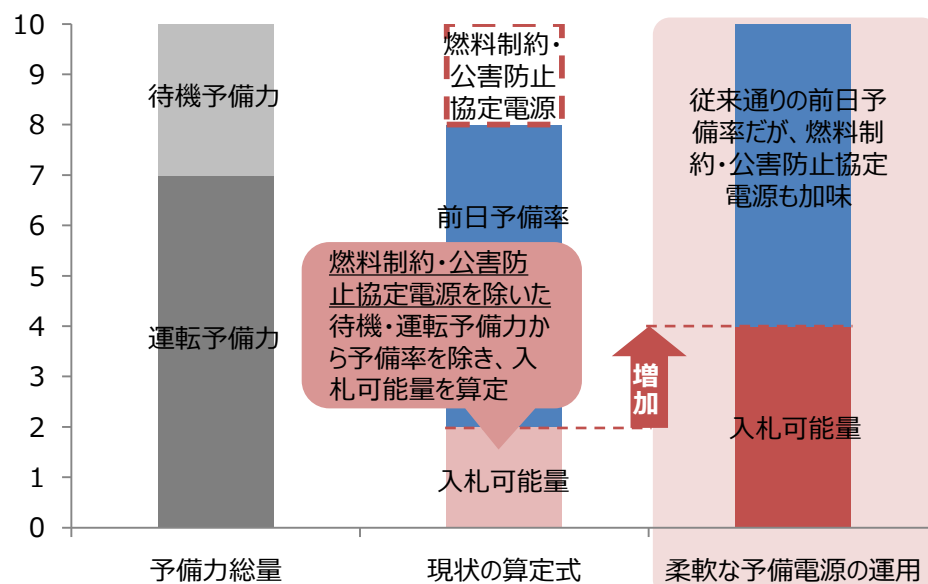 10
9
8
7
6
5
4
3
2
1
0
待機予備力
運転予備力
燃料制約・
公害防止
協定電源
前日予備率
燃料制約・公害防
止協定電源を除いた
待機・運転予備力か
ら予備率を除き、入
札可能量を算定
入札可能量
増加
従来通りの前日予
備率だが、燃料制
約・公害防止協定
電源も加味
入札可能量
予備力総量
現状の算定式
柔軟な予備電源の運用